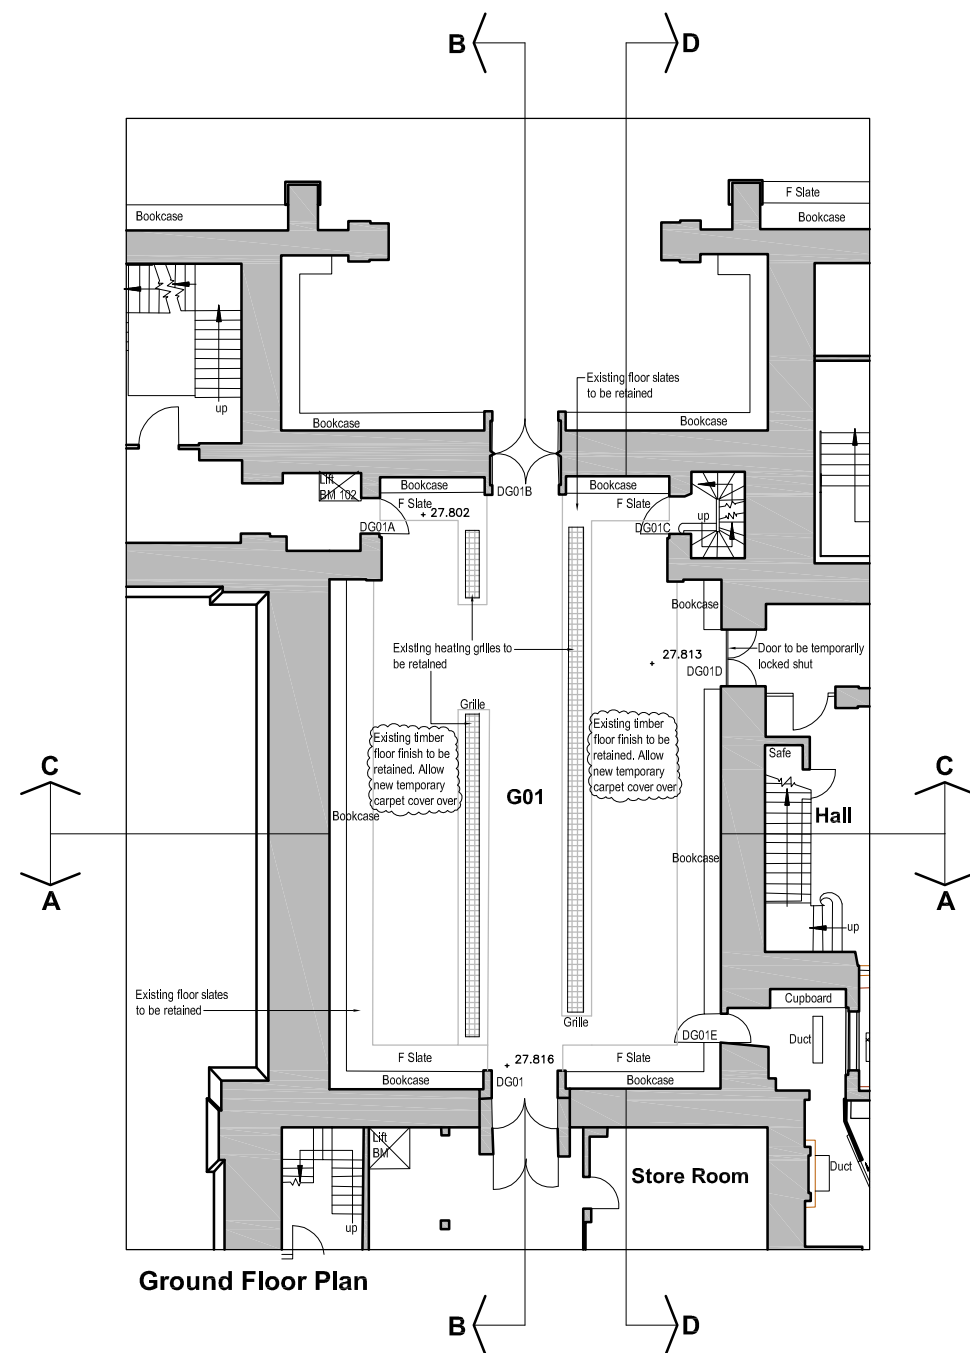 B
D
F Slate
Bookcase
Bookcase
Existing floor slates
to be retained
up
Bookcase
Bookcase
Lift
BM 102
Bookcase
DG01B
Bookcase
F Slate
F Slate
27.802
DG01A
DG01C
up
Bookcase
Existing heating grilles to
be retained
27.813
DG01D
Door to be temporarily
locked shut
Grille
Existing timber
floor finish to be
retained. Allow
new temporary
carpet cover over
Existing timber
floor finish to be
retained. Allow
new temporary
carpet cover over
Safe
C
C
G01
Bookcase
Hall
Bookcase
A
A
up
Existing floor slates
to be retained
Cupboard
Grille
DG01E
Duct
F Slate
27.816
F Slate
Bookcase
DG01
Bookcase
Lift
BM
Store Room
Duct
up
Ground Floor Plan
B
D